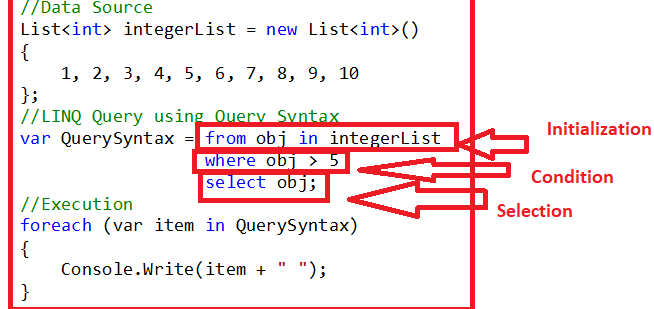 //Data Source
List<int> integerList = new List<int>()
{
    1, 2, 3, 4, 5, 6, 7, 8, 9, 10
};
//LINQ Query using Query Syntax
var QuerySyntax = from obj in integerList
where obj > 5
select obj;
//Execution
foreach (var item in QuerySyntax)
{
    Console.Write(item + " ");
}
Initialization
Condition
Selection